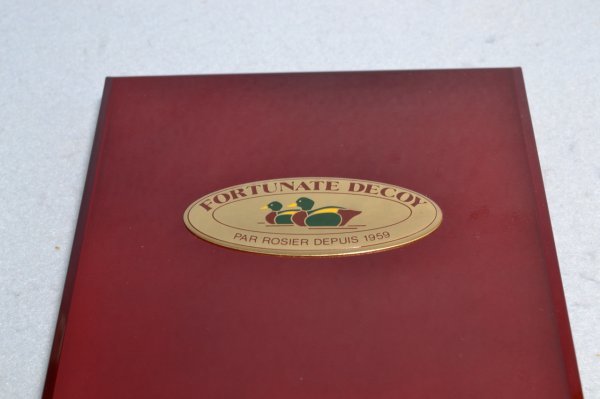 FORTUNATE DECOY
PAR ROSIER DEPUIS 1959